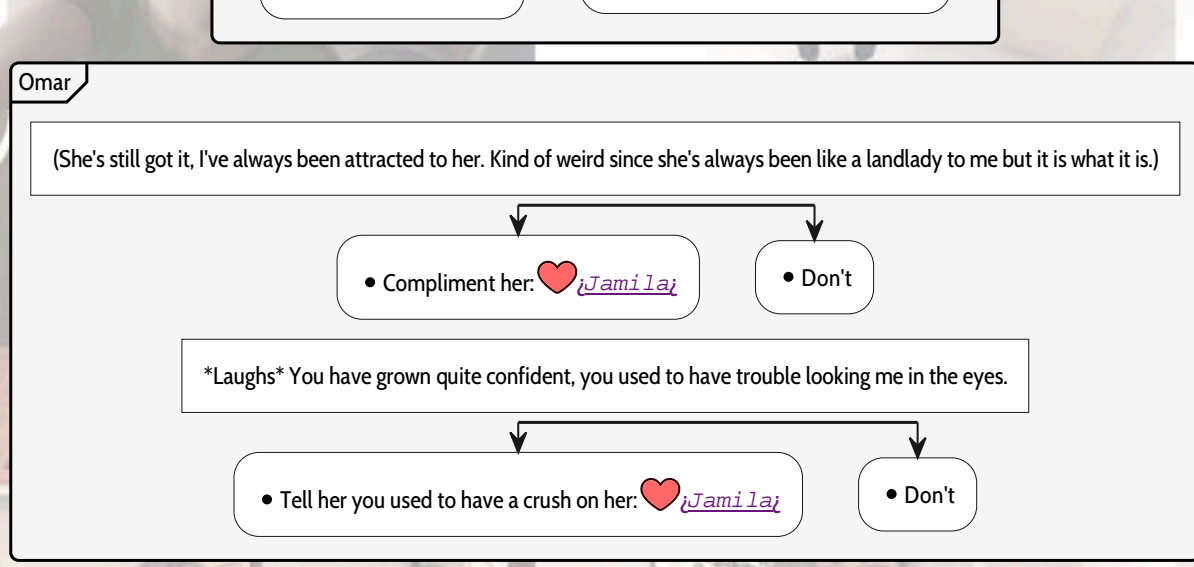 Omar
(She's still got it, I've always been attracted to her. Kind of weird since she's always been like a landlady to me but it is what it is.)
• Compliment her: ¿Jamila¿
• Don't
*Laughs* You have grown quite confident, you used to have trouble looking me in the eyes.
• Tell her you used to have a crush on her: ¿Jamila¿
• Don't